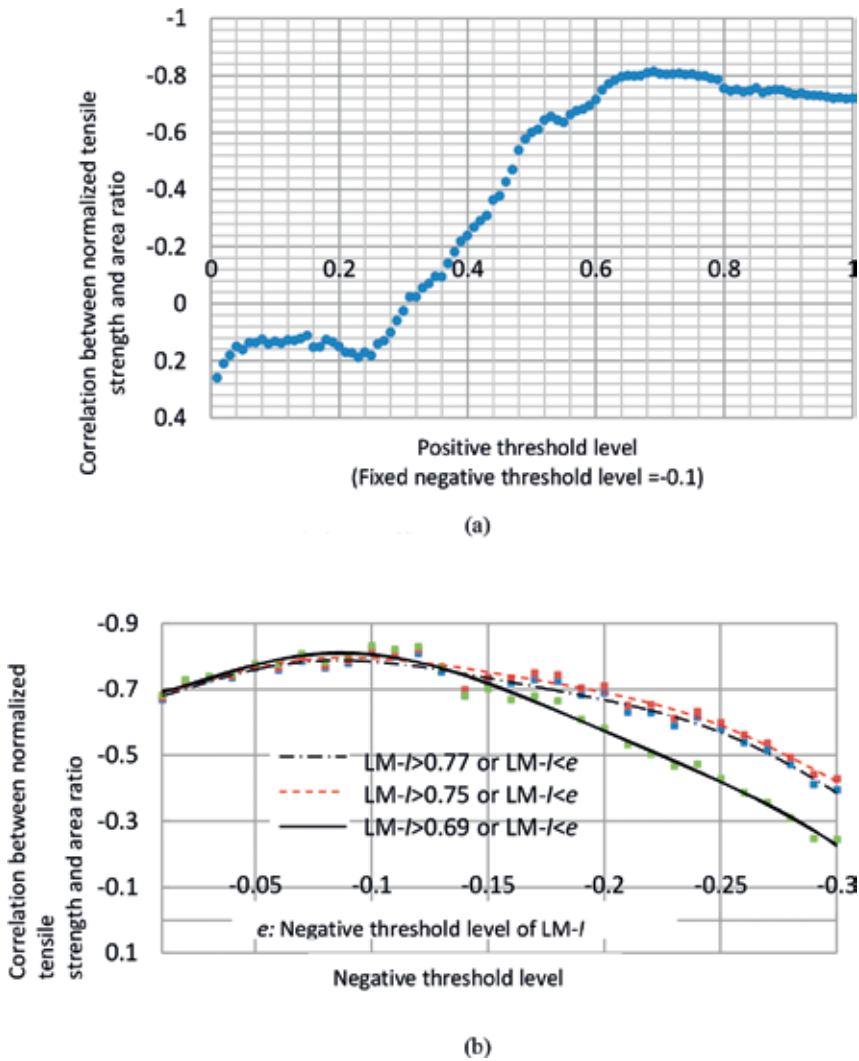 -1
-0.8
-0.6
-0.4
-0.2
0
0.2
0.4
0 0.2 0.4 0.6 0.8 1
Correlation between normalized tensile
strength and area ratio
Positive threshold level
(Fixed negative threshold level =-0.1)
(a)
-0.9
-0.7
-0.5
-0.3
-0.1
0.1
-0.05 -0.1 -0.15 -0.2 -0.25 -0.3
Correlation between normalized
tensile
strength and area ratio
LM-I>0.77 or LM-I<e
LM-I>0.75 or LM-I<e
LM-I>0.69 or LM-I<e
e: Negative threshold level of LM-I
Negative threshold level
(b)